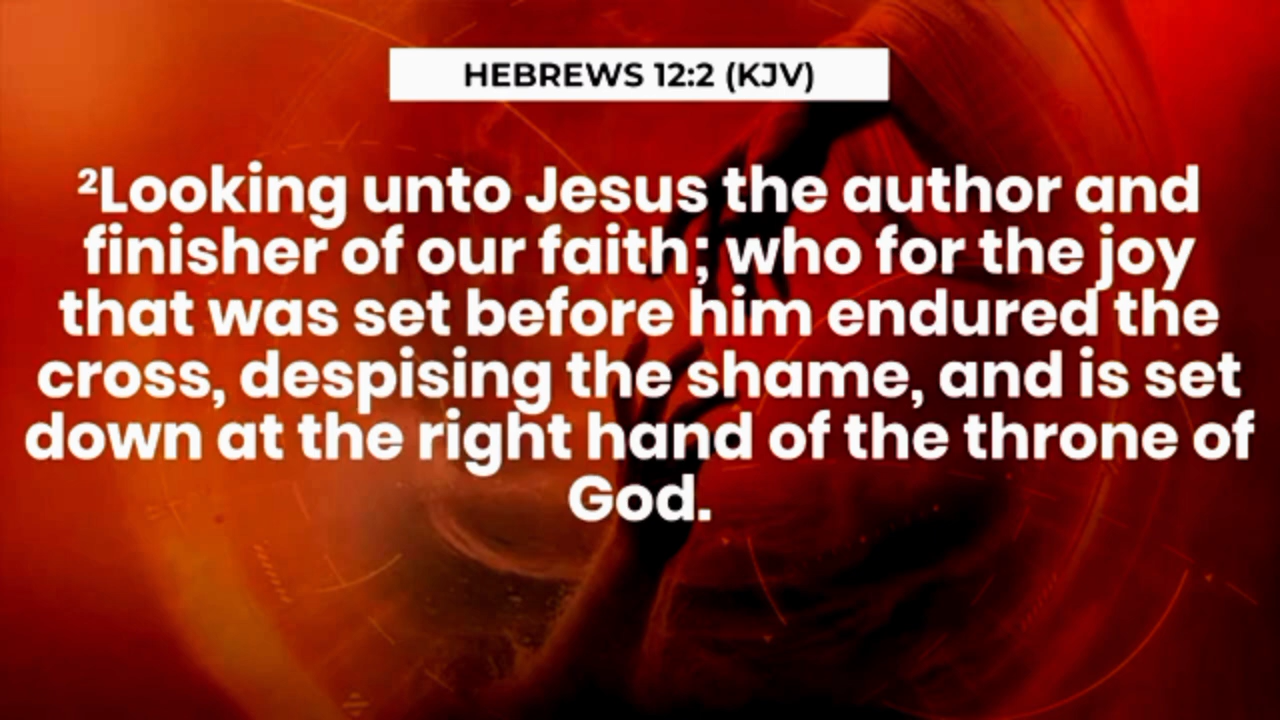 HEBREWS 12:2 (KJV)
²Looking unto Jesus the author and
finisher of our faith; who for the joy
that was set before him endured the
cross, despising the shame, and is set
down at the right hand of the throne of
God.